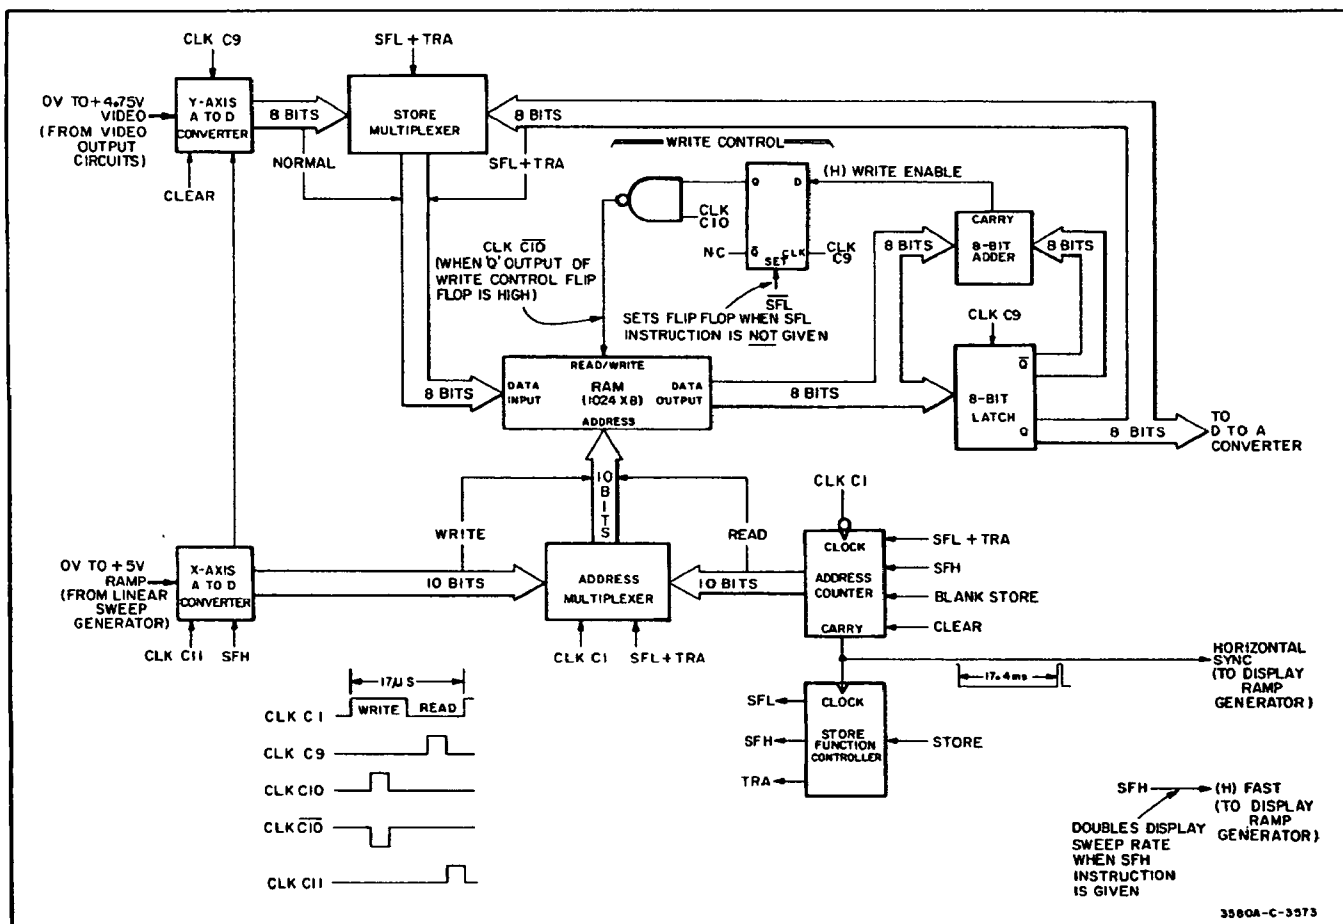 CLK C9
SFL + TRA
0V TO +4.75V
VIDEO
(FROM VIDEO
OUTPUT
CIRCUITS)
Y-AXIS
A TO D
CONVERTER
8 BITS
STORE
MULTIPLEXER
8 BITS
NORMAL
SFL + TRA
CLEAR
WRITE CONTROL
(H) WRITE ENABLE
Q
D
CLK
C10
N·C
Q̅
SET
CLK
CLK
C9
CLK C̅1̅0̅
(WHEN 'Q' OUTPUT OF
WRITE CONTROL FLIP
FLOP IS HIGH)
S̅F̅L̅
SETS FLIP FLOP WHEN SFL
INSTRUCTION IS NOT GIVEN
8 BITS
CARRY
8-BIT
ADDER
8 BITS
CLK C9
Q̅
8-BIT
LATCH
Q
8 BITS
TO
D TO A
CONVERTER
READ/WRITE
DATA
INPUT
RAM
(1024 X 8)
DATA
OUTPUT
ADDRESS
8 BITS
8 BITS
10
BITS
WRITE
READ
CLK C1
0V TO +5V
RAMP
(FROM LINEAR
SWEEP
GENERATOR)
X-AXIS
A TO D
CONVERTER
10 BITS
ADDRESS
MULTIPLEXER
10 BITS
CLOCK
ADDRESS
COUNTER
CARRY
SFL + TRA
SFH
BLANK STORE
CLEAR
CLK C11
SFH
CLK C1
SFL+TRA
HORIZONTAL
SYNC
(TO DISPLAY
RAMP
GENERATOR)
17.4ms
SFL
SFH
TRA
CLOCK
STORE
FUNCTION
CONTROLLER
STORE
17µS
CLK C1
WRITE
READ
CLK C9
CLK C10
CLK C̅1̅0̅
CLK C11
SFH
(H) FAST
(TO DISPLAY
RAMP
GENERATOR)
DOUBLES DISPLAY
SWEEP RATE
WHEN SFH
INSTRUCTION
IS GIVEN
3580A-C-3573